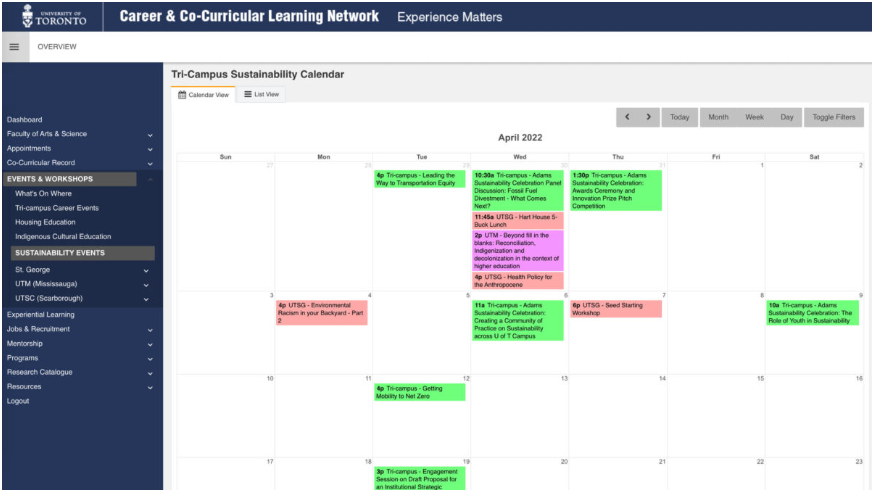 UNIVERSITY OF
TORONTO
Career & Co-Curricular Learning Network Experience Matters
OVERVIEW
Dashboard
Faculty of Arts & Science
Appointments
Co-Curricular Record
EVENTS & WORKSHOPS
What's On Where
Tri-campus Career Events
Housing Education
Indigenous Cultural Education
SUSTAINABILITY EVENTS
St. George
UTM (Mississauga)
UTSC (Scarborough)
Experiential Learning
Jobs & Recruitment
Mentorship
Programs
Research Catalogue
Resources
Logout
Tri-Campus Sustainability Calendar
Calendar View List View
Today Month Week Day Toggle Filters
April 2022
Sun Mon Tue Wed Thu Fri Sat
27 28 29 30 31 1 2
4p Tri-campus - Leading the
Way to Transportation Equity
10:30a Tri-campus - Adams
Sustainability Celebration Panel
Discussion: Fossil Fuel
Divestment - What Comes
Next?
11:45a UTSG - Hart House 5-
Buck Lunch
2p UTM - Beyond fill in the
blanks: Reconciliation,
Indigenization and
decolonization in the context of
higher education
4p UTSG - Health Policy for
the Anthropocene
1:30p Tri-campus - Adams
Sustainability Celebration:
Awards Ceremony and
Innovation Prize Pitch
Competition
3 4 5 6 7 8 9
4p UTSG - Environmental
Racism in your Backyard - Part
2
11a Tri-campus - Adams
Sustainability Celebration:
Creating a Community of
Practice on Sustainability
across U of T Campus
6p UTSG - Seed Starting
Workshop
10a Tri-campus - Adams
Sustainability Celebration: The
Role of Youth in Sustainability
10 11 12 13 14 15 16
4p Tri-campus - Getting
Mobility to Net Zero
17 18 19 20 21 22 23
3p Tri-campus - Engagement
Session on Draft Proposal for
an Institutional Strategic